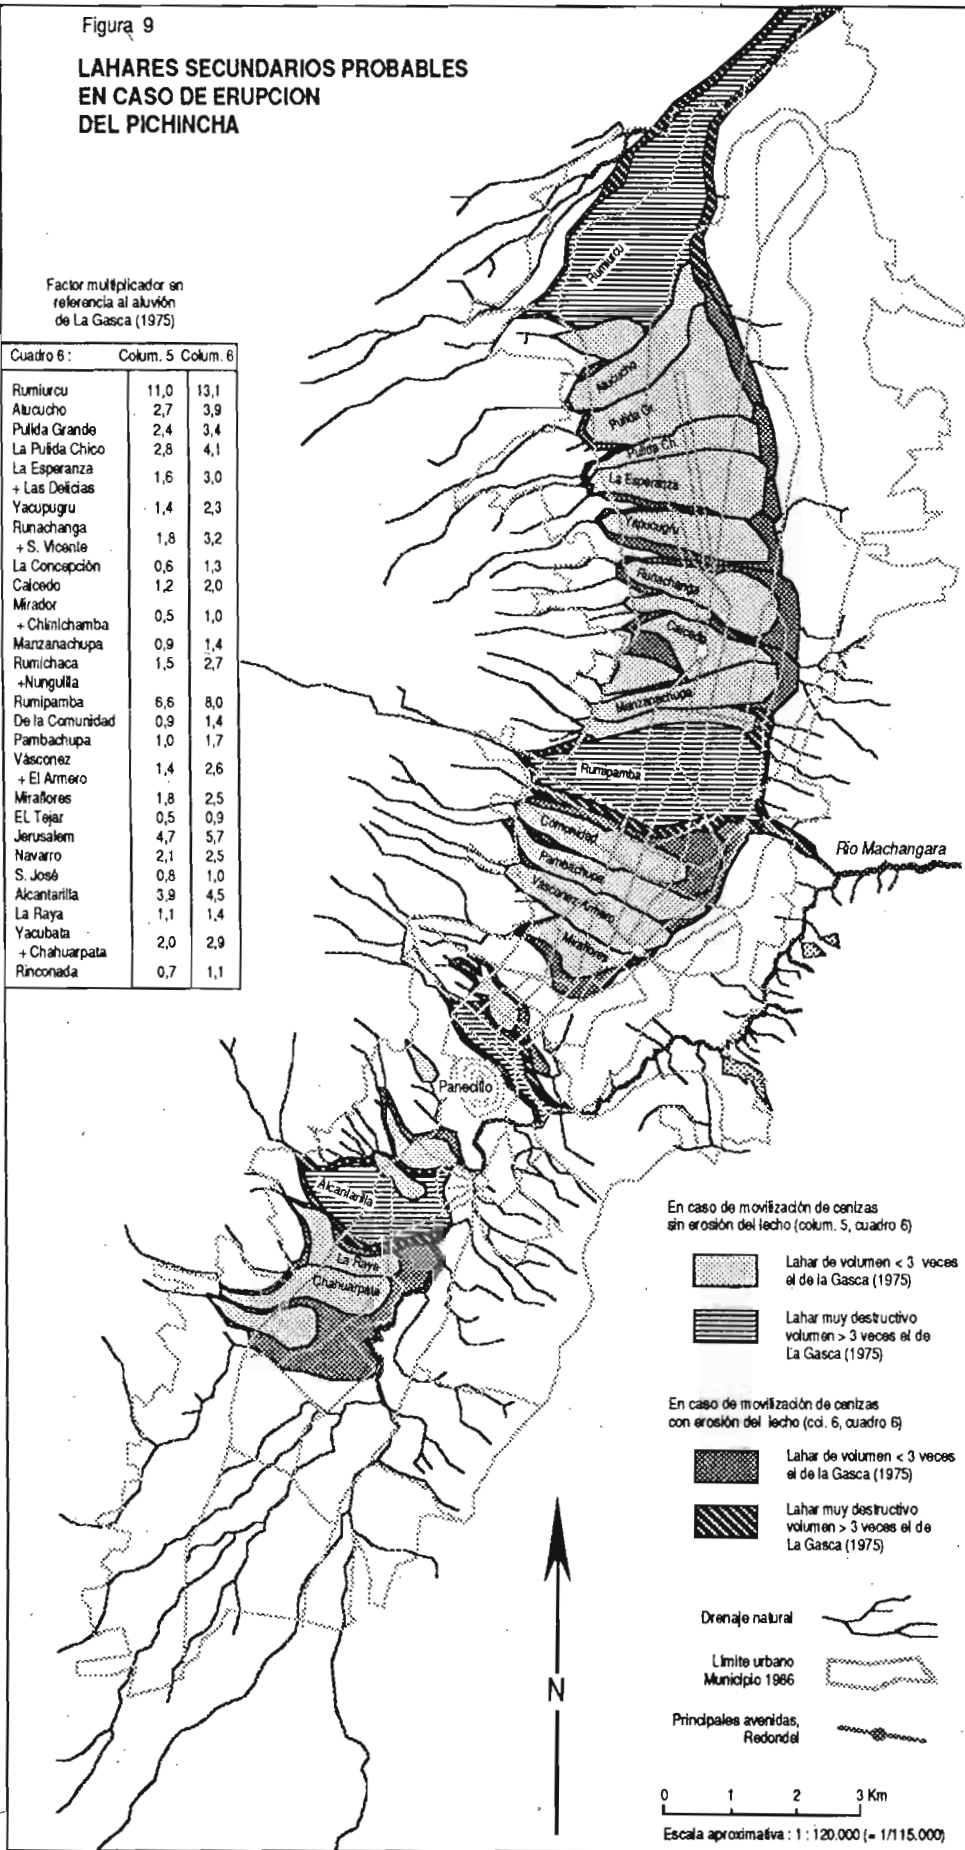 Figura 9
LAHARES SECUNDARIOS PROBABLES
EN CASO DE ERUPCION
DEL PICHINCHA
Factor multiplicador en
referencia al aluvión
de La Gasca (1975)
Cuadro 6 : Colum. 5 Colum. 6
Rumiurcu 11,0 13,1
Atucucho 2,7 3,9
Pulida Grande 2,4 3,4
La Pulida Chico 2,8 4,1
La Esperanza
+ Las Delicias 1,6 3,0
Yacupugru 1,4 2,3
Runachanga
+ S. Vicente 1,8 3,2
La Concepción 0,6 1,3
Caicedo 1,2 2,0
Mirador
+ Chimichamba 0,5 1,0
Manzanachupa 0,9 1,4
Rumichaca 1,5 2,7
+Nunguilla
Rumipamba 6,6 8,0
De la Comunidad 0,9 1,4
Pambachupa 1,0 1,7
Vásconez
+ El Armero 1,4 2,6
Miraflores 1,8 2,5
EL Tejar 0,5 0,9
Jerusalem 4,7 5,7
Navarro 2,1 2,5
S. José 0,8 1,0
Alcantarilla 3,9 4,5
La Raya 1,1 1,4
Yacubata
+ Chahuarpata 2,0 2,9
Rinconada 0,7 1,1
Rumiurcu
Atucucho
Pulida Gr.
Pulida Ch.
La Esperanza
Yapucugru
Runachanga
Caicedo
Manzanachupa
Rumipamba
Comunidad
Pambachupa
Vásconez Armero
Miraflores
Rio Machangara
Panecillo
Alcantarilla
La Raya
Chahuarpata
En caso de movilización de cenizas
sin erosión del lecho (colum. 5, cuadro 6)
Lahar de volumen < 3 veces
el de la Gasca (1975)
Lahar muy destructivo
volumen > 3 veces el de
La Gasca (1975)
En caso de movilización de cenizas
con erosión del lecho (col. 6, cuadro 6)
Lahar de volumen < 3 veces
el de la Gasca (1975)
Lahar muy destructivo
volumen > 3 veces el de
La Gasca (1975)
Drenaje natural
Límite urbano
Municipio 1986
Principales avenidas,
Redondel
N
0 1 2 3 Km
Escala aproximativa : 1 : 120.000 (= 1/115.000)